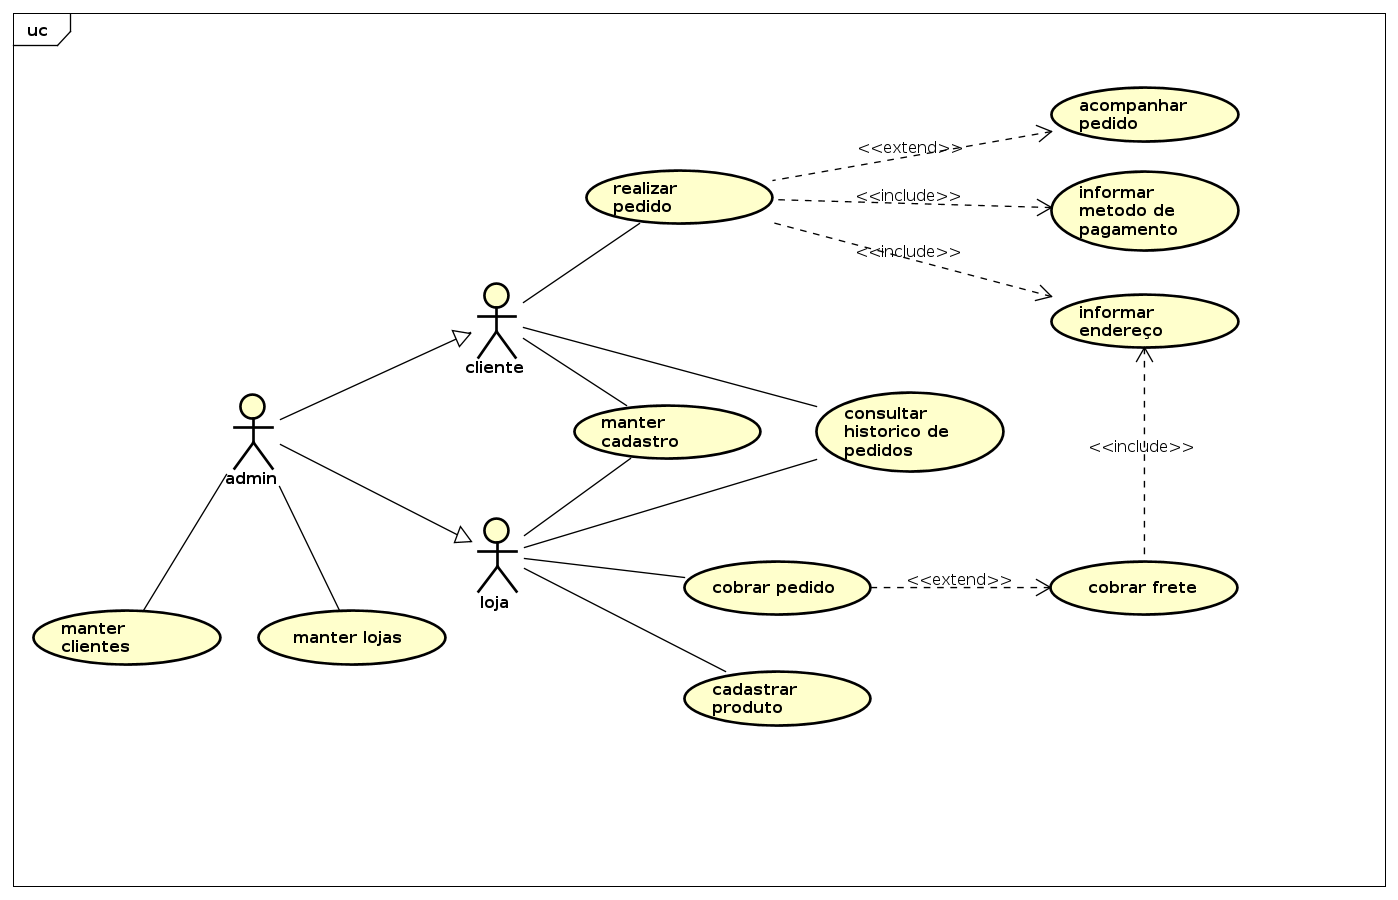 uc
acompanhar
pedido
<<extend>>
realizar
pedido
<<include>>
informar
metodo de
pagamento
<<include>>
informar
endereço
cliente
manter
cadastro
consultar
historico de
pedidos
<<include>>
admin
loja
cobrar pedido
<<extend>>
cobrar frete
manter
clientes
manter lojas
cadastrar
produto